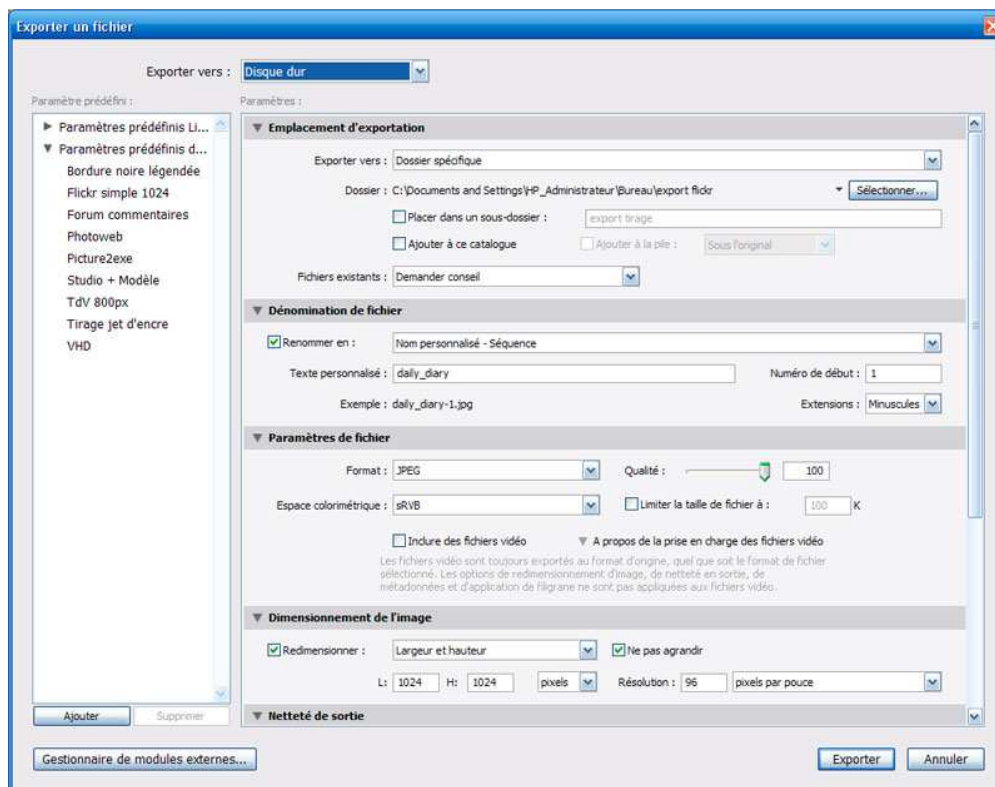 Exporter un fichier
Exporter vers : Disque dur
Paramètre prédéfini :
Paramètres prédéfinis Li...
Paramètres prédéfinis d...
Bordure noire légendée
Flickr simple 1024
Forum commentaires
Photoweb
Picture2exe
Studio + Modèle
TdV 800px
Tirage jet d'encre
VHD
Ajouter Supprimer
Paramètres :
Emplacement d'exportation
Exporter vers : Dossier spécifique
Dossier : C:\Documents and Settings\HP_Administrateur\Bureau\export flickr Sélectionner...
Placer dans un sous-dossier : export tirage
Ajouter à ce catalogue Ajouter à la pile : Sous l'original
Fichiers existants : Demander conseil
Dénomination de fichier
Renommer en : Nom personnalisé - Séquence
Texte personnalisé : daily_diary Numéro de début : 1
Exemple : daily_diary-1.jpg Extensions : Minuscules
Paramètres de fichier
Format : JPEG Qualité : 100
Espace colorimétrique : sRVB Limiter la taille de fichier à : 100 K
Inclure des fichiers vidéo A propos de la prise en charge des fichiers vidéo
Les fichiers vidéo sont toujours exportés au format d'origine, quel que soit le format de fichier
sélectionné. Les options de redimensionnement d'image, de netteté en sortie, de
métadonnées et d'application de filigrane ne sont pas appliquées aux fichiers vidéo.
Dimensionnement de l'image
Redimensionner : Largeur et hauteur Ne pas agrandir
L: 1024 H: 1024 pixels Résolution : 96 pixels par pouce
Netteté de sortie
Gestionnaire de modules externes... Exporter Annuler